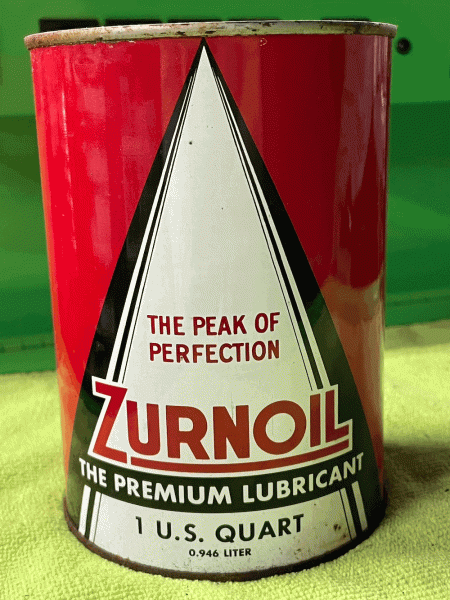 THE PEAK OF
PERFECTION
ZURNOIL
THE PREMIUM LUBRICANT
1 U.S. QUART
0.946 LITER